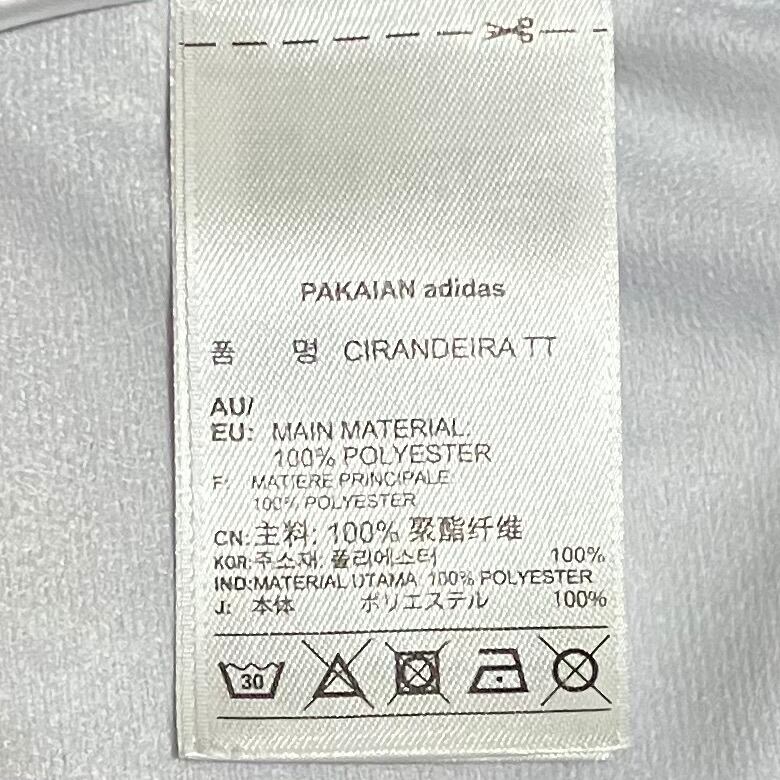 PAKAIAN adidas
품 명 CIRANDEIRA TT
AU/
EU: MAIN MATERIAL:
100% POLYESTER
F: MATIERE PRINCIPALE:
100% POLYESTER
CN: 主料: 100% 聚酯纤维
KOR: 주소재: 폴리에스터 100%
IND: MATERIAL UTAMA: 100% POLYESTER
J: 本体 ポリエステル 100%
30